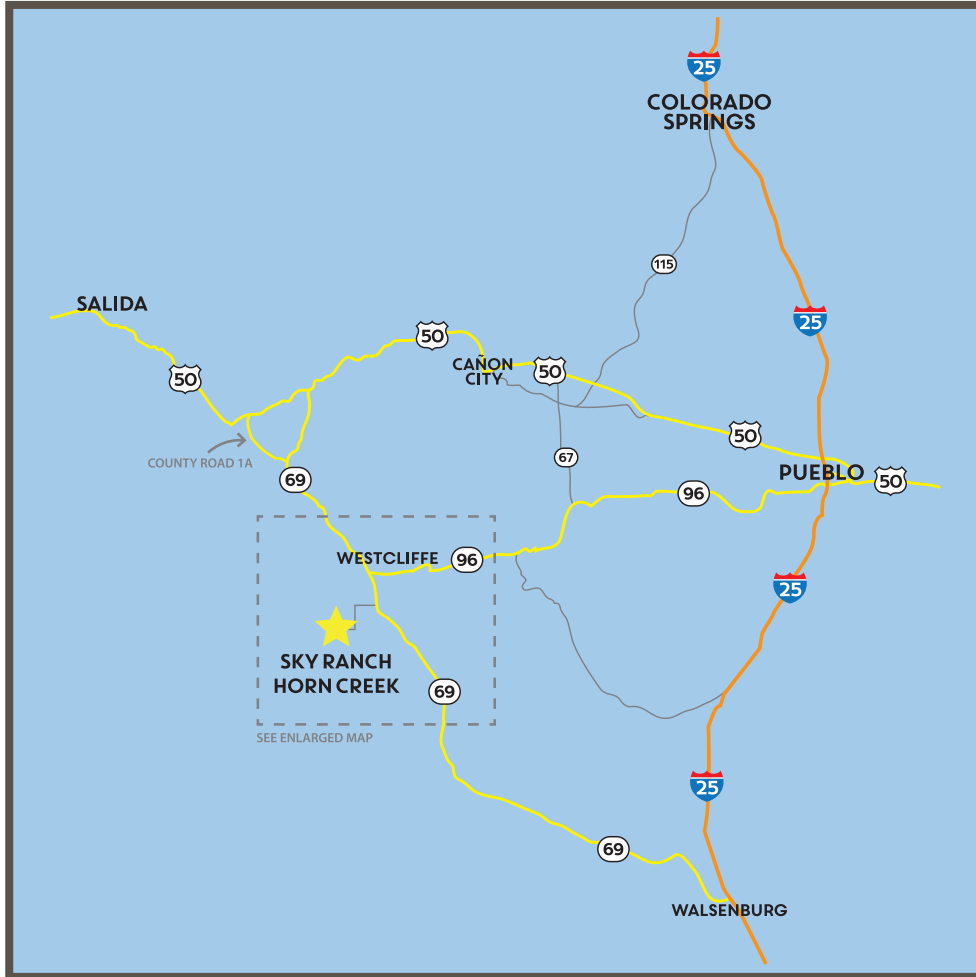 25
COLORADO
SPRINGS
115
SALIDA
25
50
50
CAÑON
CITY
50
50
COUNTY ROAD 1A
67
PUEBLO
69
50
96
WESTCLIFFE
96
25
SKY RANCH
HORN CREEK
69
SEE ENLARGED MAP
25
69
WALSENBURG